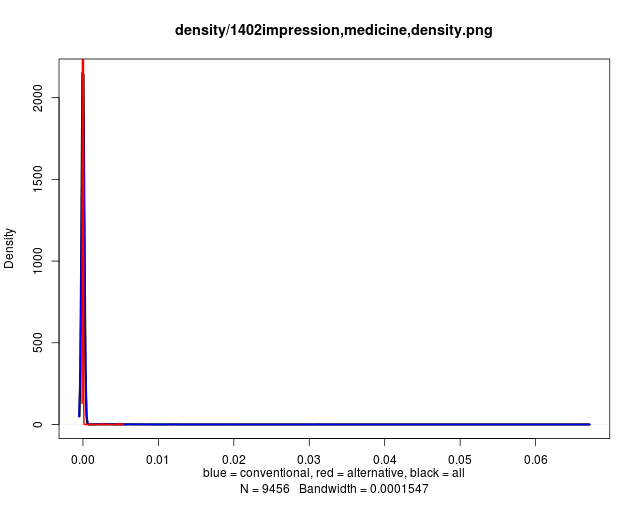 density/1402impression,medicine,density.png
Density
2000
1500
1000
500
0
0.00 0.01 0.02 0.03 0.04 0.05 0.06
blue = conventional, red = alternative, black = all
N = 9456 Bandwidth = 0.0001547